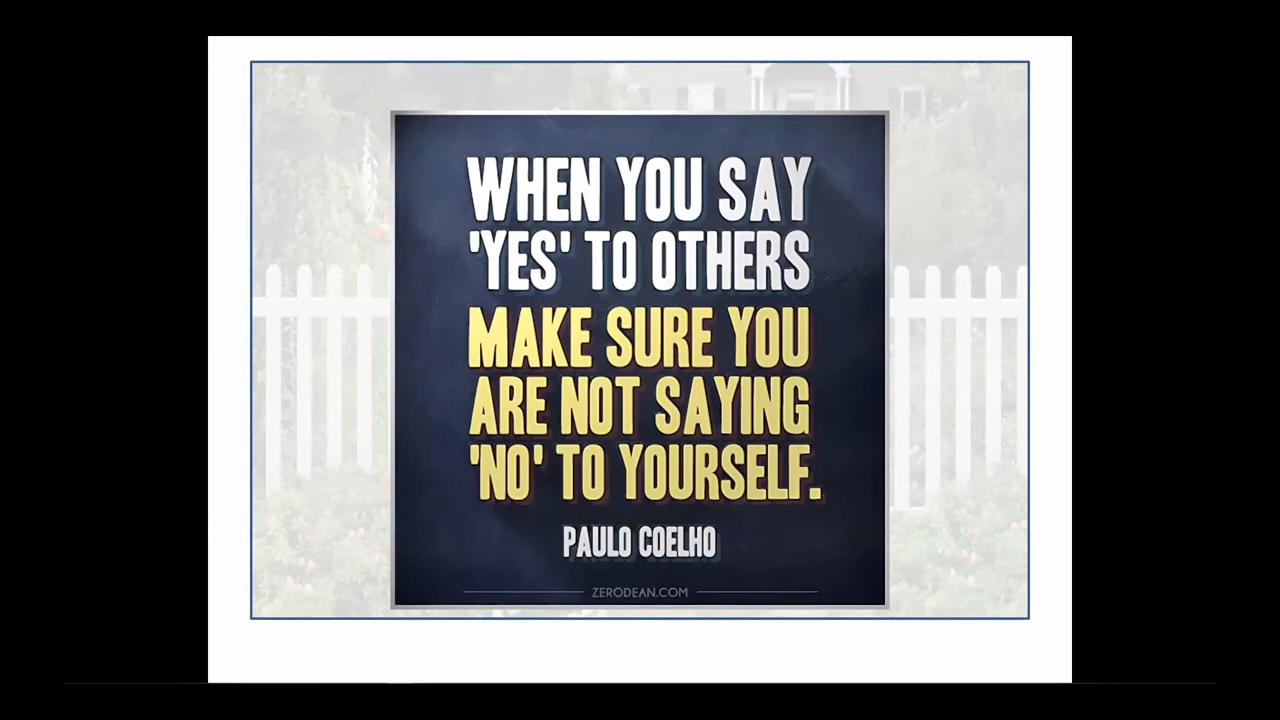 WHEN YOU SAY
'YES' TO OTHERS
MAKE SURE YOU
ARE NOT SAYING
'NO' TO YOURSELF.
PAULO COELHO
ZERODEAN.COM